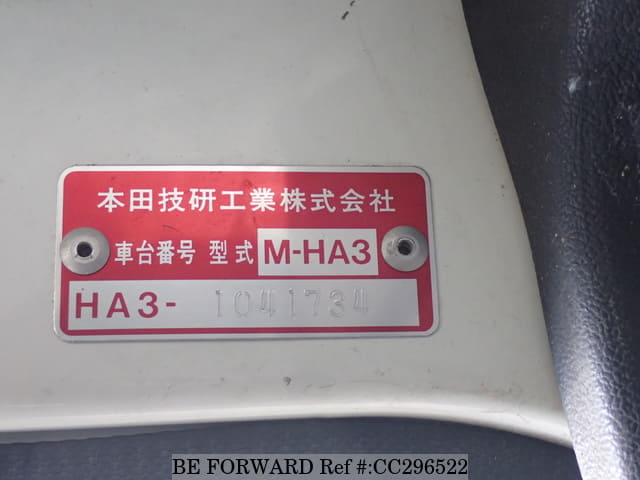 本田技研工業株式会社
車台番号 型式 M-HA3
HA3- 1041734
BE FORWARD Ref #:CC296522